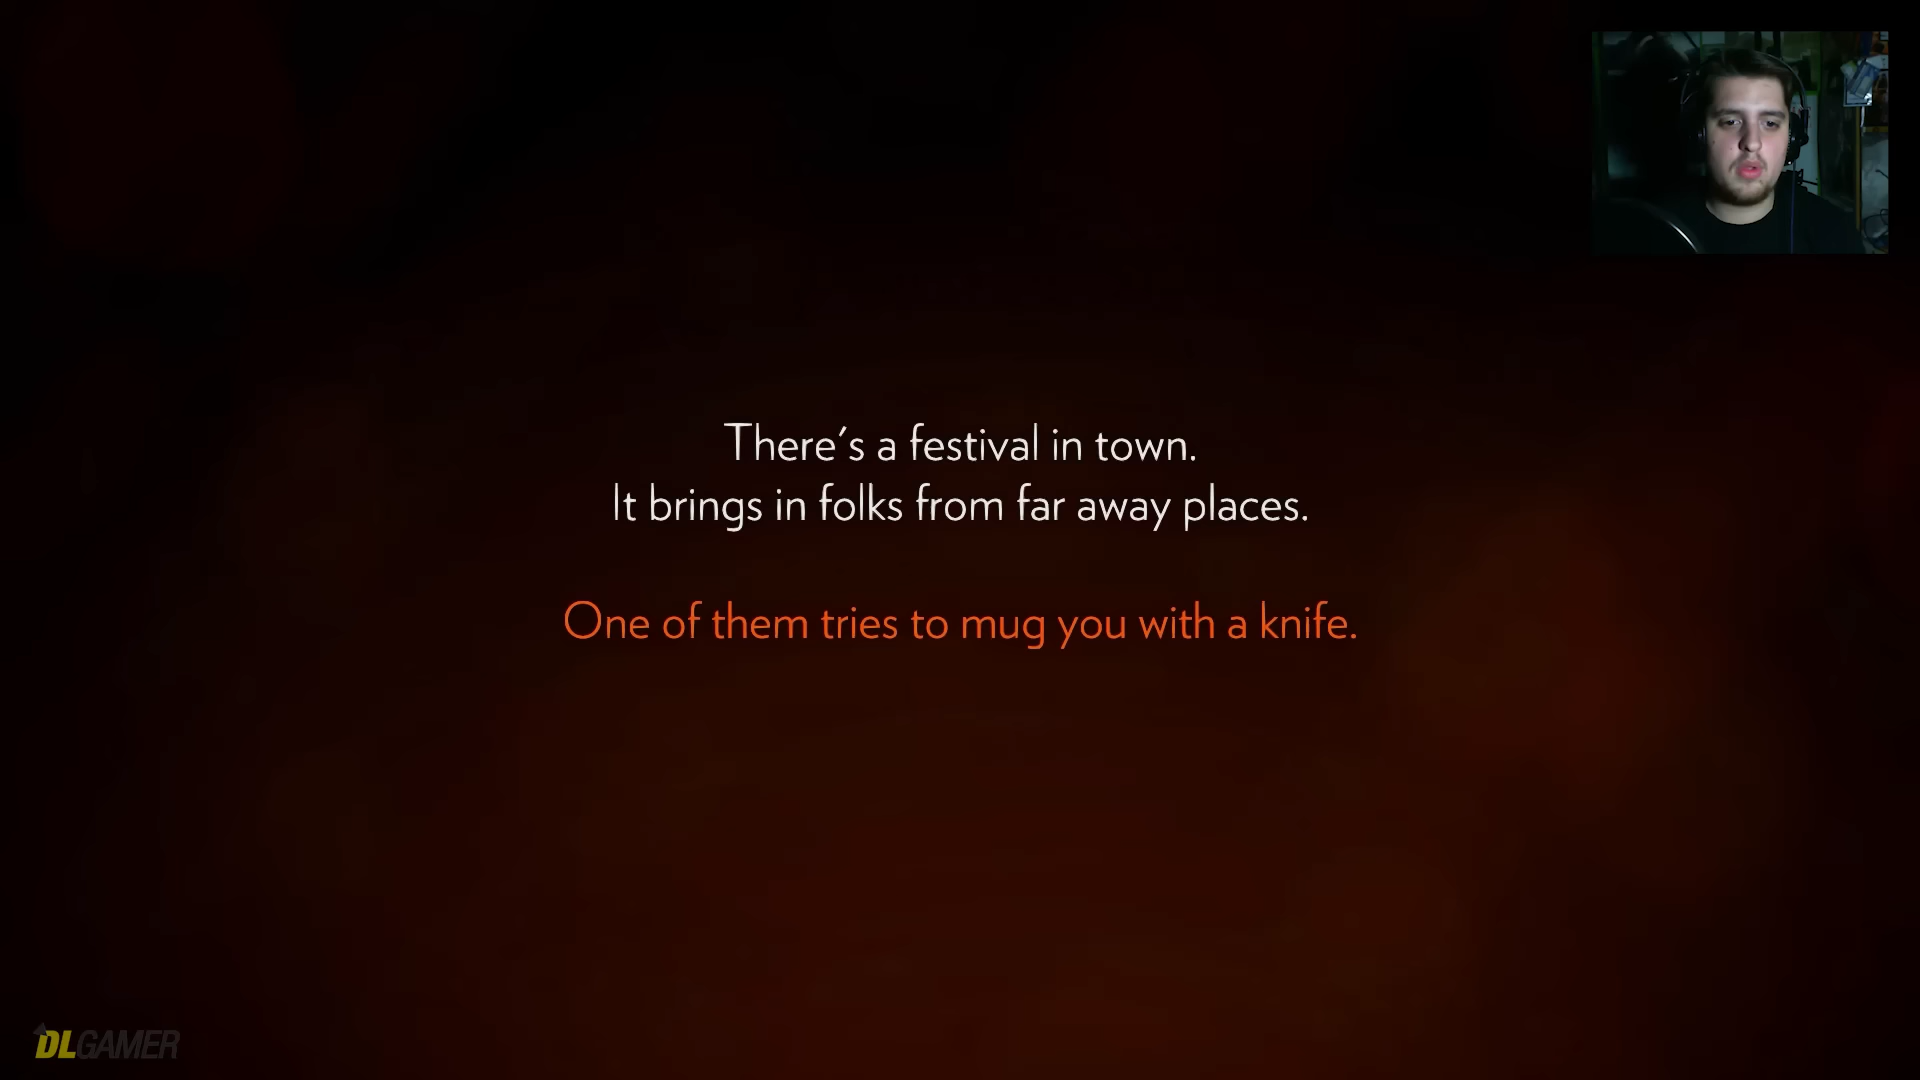 There's a festival in town.
It brings in folks from far away places.
One of them tries to mug you with a knife.
DLGAMER